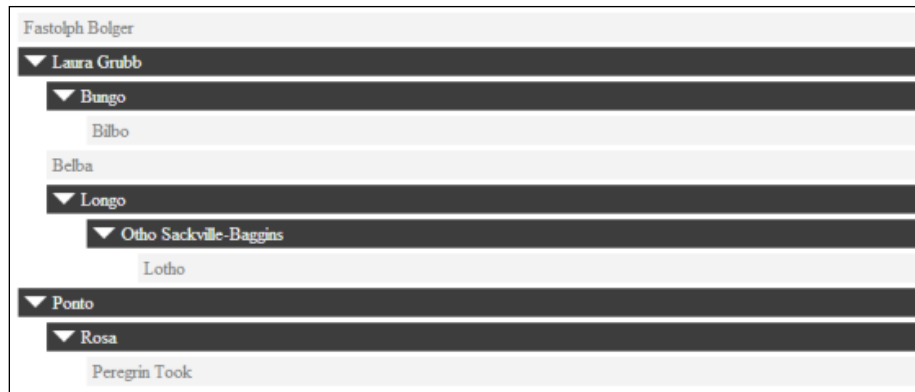 Fastolph Bolger
Laura Grubb
Bungo
Bilbo
Belba
Longo
Otho Sackville-Baggins
Lotho
Ponto
Rosa
Peregrin Took